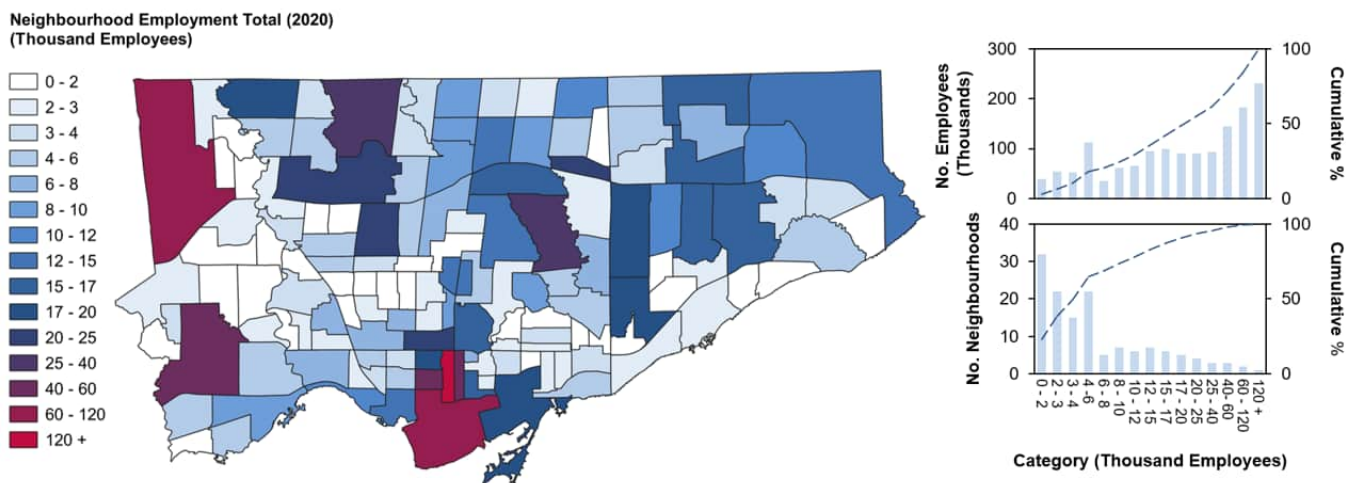 Neighbourhood Employment Total (2020)
(Thousand Employees)
0 - 2
2 - 3
3 - 4
4 - 6
6 - 8
8 - 10
10 - 12
12 - 15
15 - 17
17 - 20
20 - 25
25 - 40
40 - 60
60 - 120
120 +
No. Employees
(Thousands)
300
200
100
0
100
50
0
Cumulative %
No. Neighbourhoods
40
30
20
10
0
100
50
0
Cumulative %
0 - 2
2 - 3
3 - 4
4 -6
6 - 8
8 - 10
10 - 12
12 - 15
15 - 17
17 - 20
20 - 25
25 - 40
40- 60
60 - 120
120 +
Category (Thousand Employees)